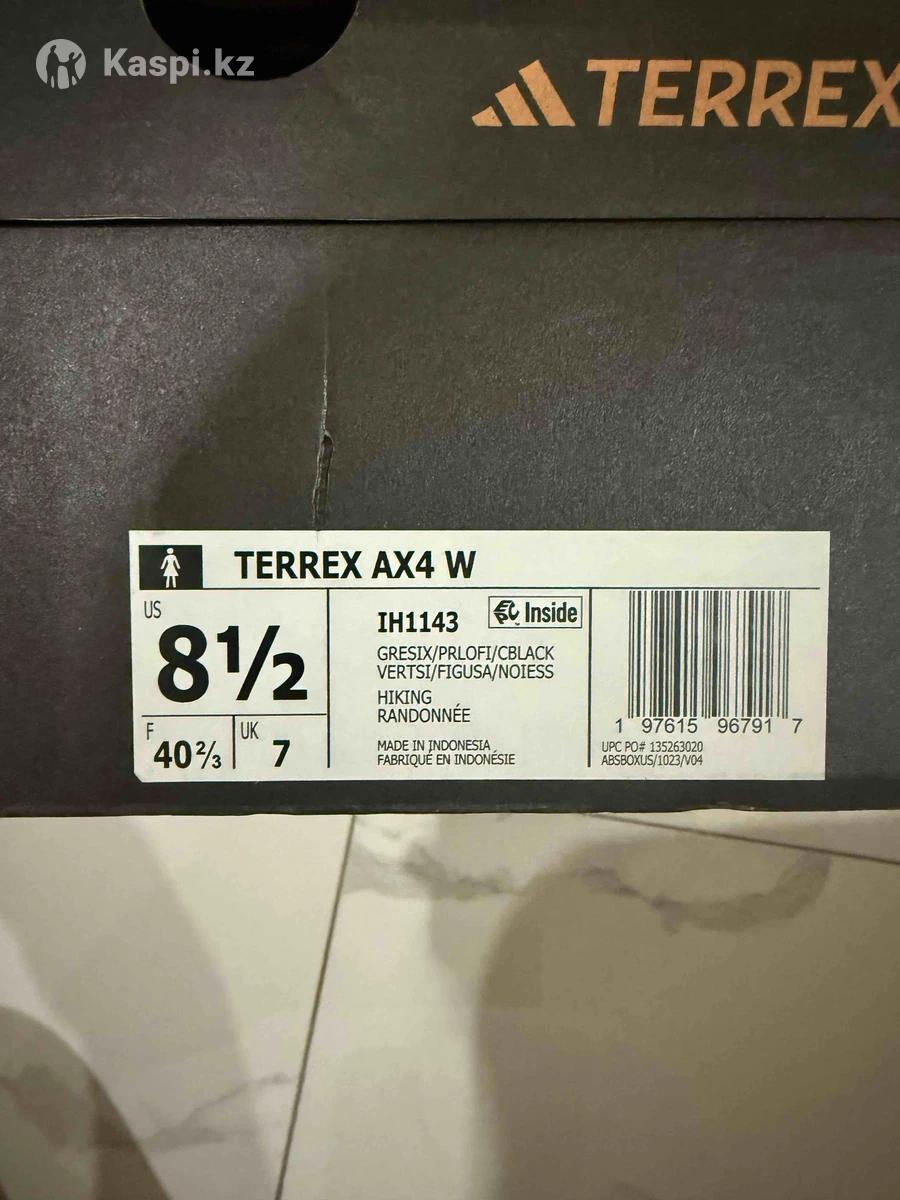 Kaspi.kz
TERREX
TERREX AX4 W
US
8½
F
40⅔
UK
7
IH1143
Inside
GRESIX/PRLOFI/CBLACK
VERTSI/FIGUSA/NOIESS
HIKING
RANDONNÉE
MADE IN INDONESIA
FABRIQUÉ EN INDONÉSIE
1 97615 96791 7
UPC PO# 135263020
ABSBOXUS/1023/V04